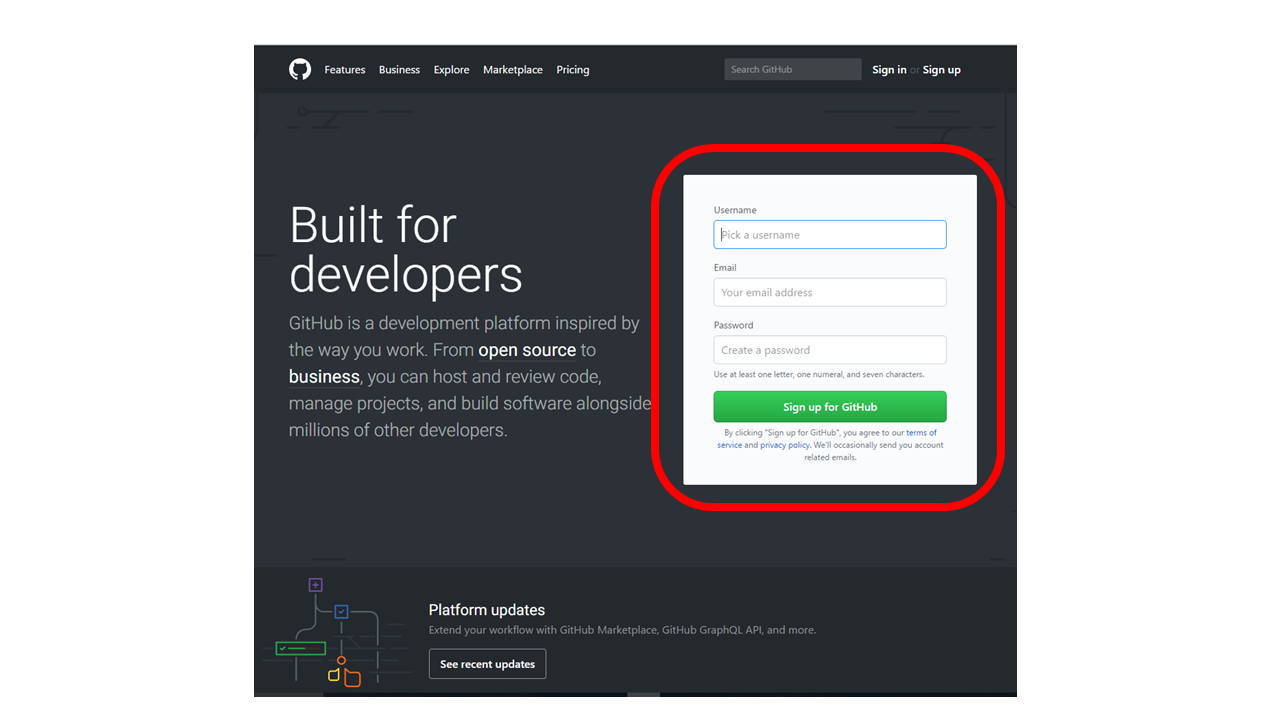 Features Business Explore Marketplace Pricing Search GitHub Sign in or Sign up
Built for
developers
GitHub is a development platform inspired by
the way you work. From open source to
business, you can host and review code,
manage projects, and build software alongside
millions of other developers.
Username
Pick a username
Email
Your email address
Password
Create a password
Use at least one letter, one numeral, and seven characters.
Sign up for GitHub
By clicking "Sign up for GitHub", you agree to our terms of
service and privacy policy. We'll occasionally send you account
related emails.
Platform updates
Extend your workflow with GitHub Marketplace, GitHub GraphQL API, and more.
See recent updates